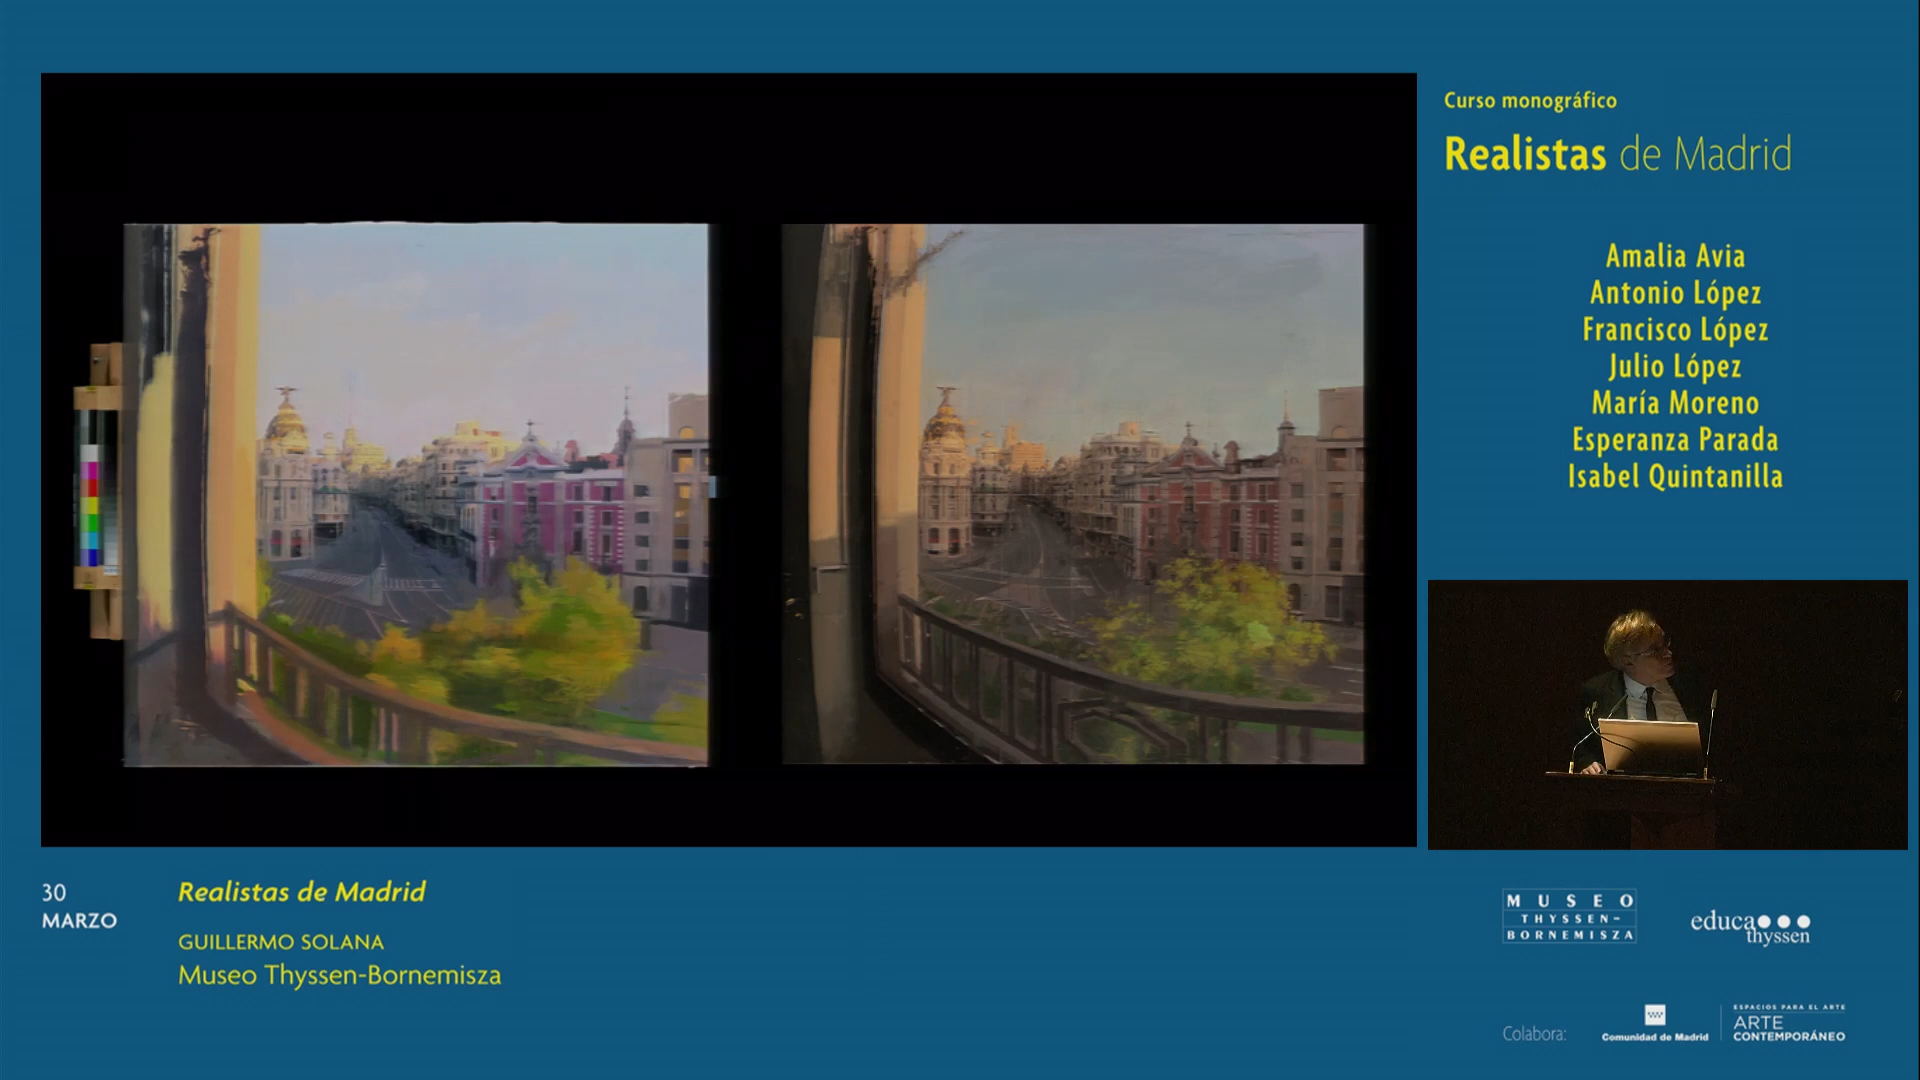 Curso monográfico
Realistas de Madrid
Amalia Avia
Antonio López
Francisco López
Julio López
María Moreno
Esperanza Parada
Isabel Quintanilla
30
MARZO
Realistas de Madrid
GUILLERMO SOLANA
Museo Thyssen-Bornemisza
MUSEO
THYSSEN-
BORNEMISZA
educa
thyssen
Colabora:
Comunidad de Madrid
ESPACIOS PARA EL ARTE
ARTE
CONTEMPORÁNEO